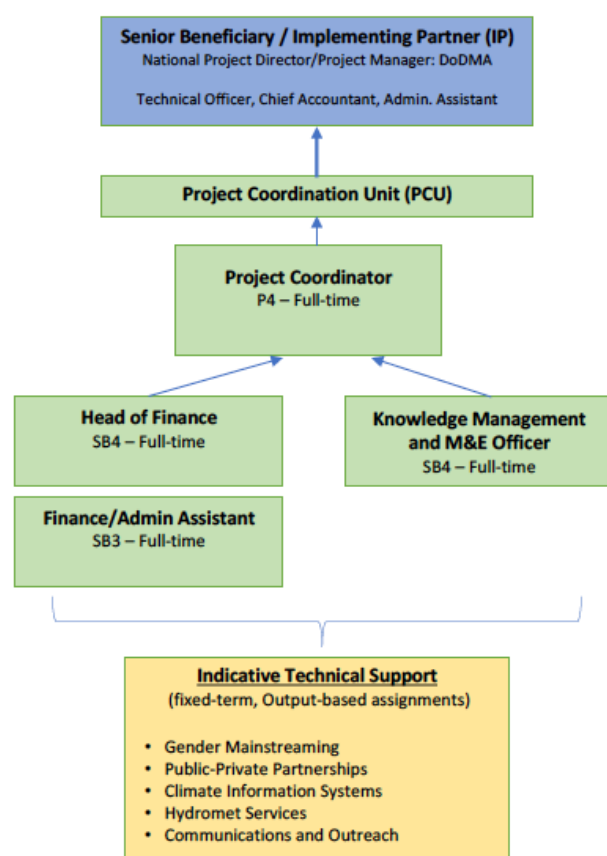 Senior Beneficiary / Implementing Partner (IP)
National Project Director/Project Manager: DoDMA
Technical Officer, Chief Accountant, Admin. Assistant
Project Coordination Unit (PCU)
Project Coordinator
P4 – Full-time
Head of Finance
SB4 – Full-time
Knowledge Management
and M&E Officer
SB4 – Full-time
Finance/Admin Assistant
SB3 – Full-time
Indicative Technical Support
(fixed-term, Output-based assignments)
• Gender Mainstreaming
• Public-Private Partnerships
• Climate Information Systems
• Hydromet Services
• Communications and Outreach